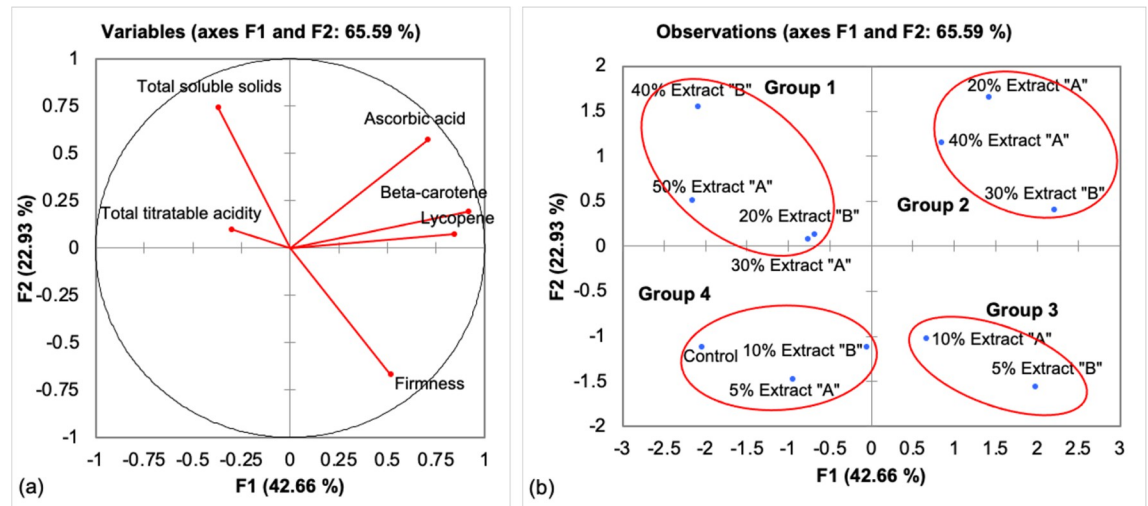 Variables (axes F1 and F2: 65.59 %)
1
0.75
0.5
0.25
0
-0.25
-0.5
-0.75
-1
F2 (22.93 %)
Total soluble solids
Ascorbic acid
Beta-carotene
Lycopene
Total titratable acidity
Firmness
-1
-0.75
-0.5
-0.25
0
0.25
0.5
0.75
1
F1 (42.66 %)
(a)
Observations (axes F1 and F2: 65.59 %)
2
1.5
1
0.5
0
-0.5
-1
-1.5
-2
F2 (22.93 %)
40% Extract "B"
Group 1
50% Extract "A"
20% Extract "B"
30% Extract "A"
20% Extract "A"
40% Extract "A"
30% Extract "B"
Group 2
Group 4
Control
10% Extract "B"
5% Extract "A"
Group 3
10% Extract "A"
5% Extract "B"
-3
-2.5
-2
-1.5
-1
-0.5
0
0.5
1
1.5
2
2.5
3
F1 (42.66 %)
(b)